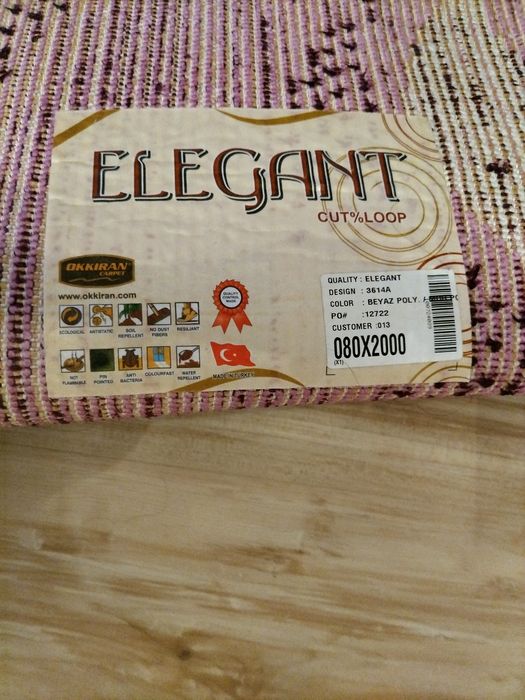 ELEGANT
CUT%LOOP
OKKIRAN
CARPET
www.okkiran.com
ECOLOGICAL
ANTISTATIC
SOIL REPELLENT
NO DUST FIBERS
RESILIANT
NOT FLAMMABLE
PIN POINTED
ANTI BACTERIA
COLOURFAST
WATER REPELLENT
QUALITY CONTROL MADE
MADE IN TURKEY
QUALITY : ELEGANT
DESIGN : 3614A
COLOR : BEYAZ POLY.
PO# :12722
CUSTOMER :013
080X2000
(X1)